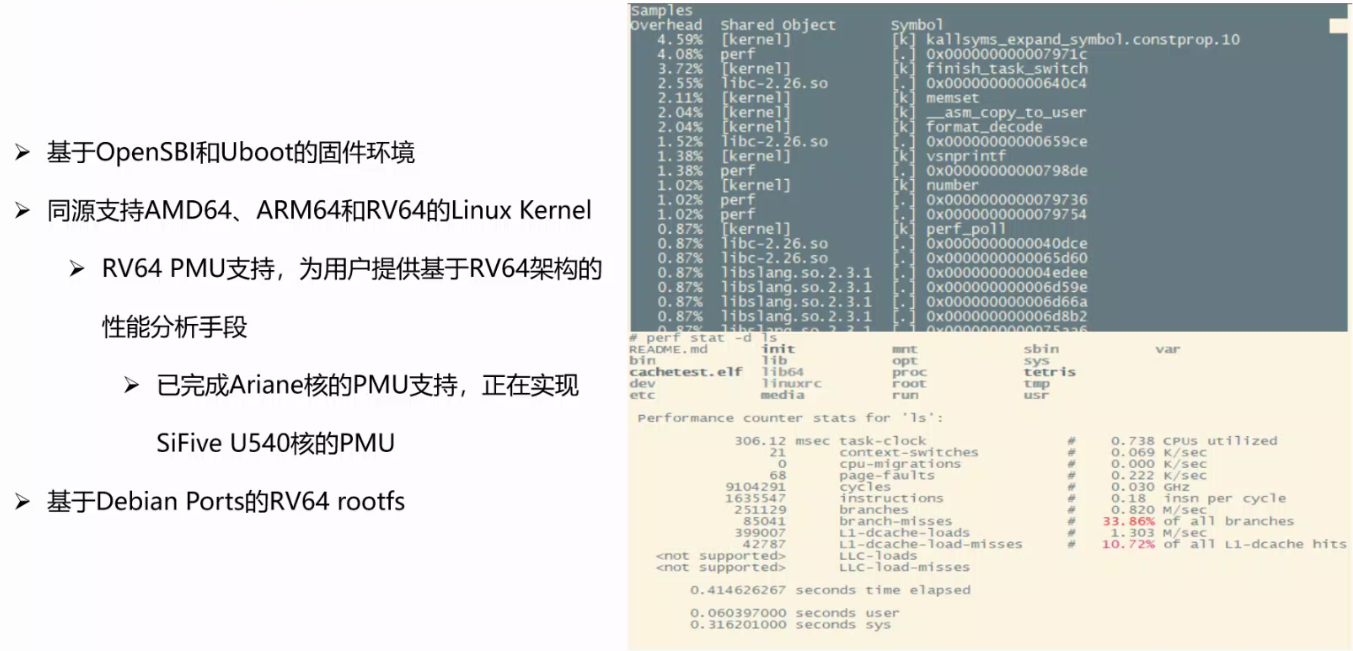 ➢ 基于OpenSBI和Uboot的固件环境
➢ 同源支持AMD64、ARM64和RV64的Linux Kernel
➢ RV64 PMU支持，为用户提供基于RV64架构的
性能分析手段
➢ 已完成Ariane核的PMU支持，正在实现
SiFive U540核的PMU
➢ 基于Debian Ports的RV64 rootfs
Samples
Overhead Shared Object Symbol
4.59% [kernel] [k] kallsyms_expand_symbol.constprop.10
4.08% perf [.] 0x000000000007971c
3.72% [kernel] [k] finish_task_switch
2.55% libc-2.26.so [.] 0x00000000000640c4
2.11% [kernel] [k] memset
2.04% [kernel] [k] __asm_copy_to_user
2.04% [kernel] [k] format_decode
1.52% libc-2.26.so [.] 0x00000000000659ce
1.38% [kernel] [k] vsnprintf
1.38% perf [.] 0x00000000000798de
1.02% [kernel] [k] number
1.02% perf [.] 0x0000000000079736
1.02% perf [.] 0x0000000000079754
0.87% [kernel] [k] perf_poll
0.87% libc-2.26.so [.] 0x0000000000040dce
0.87% libc-2.26.so [.] 0x0000000000065d60
0.87% libslang.so.2.3.1 [.] 0x000000000004edee
0.87% libslang.so.2.3.1 [.] 0x000000000006d59e
0.87% libslang.so.2.3.1 [.] 0x000000000006d66a
0.87% libslang.so.2.3.1 [.] 0x000000000006d8b2
0.87% libslang.so.2.3.1 [.] 0x000000000075aa6
# perf stat -d ls
README.md init mnt sbin var
bin lib opt sys
cachetest.elf lib64 proc tetris
dev linuxrc root tmp
etc media run usr
Performance counter stats for 'ls':
306.12 msec task-clock # 0.738 CPUs utilized
21 context-switches # 0.069 K/sec
0 cpu-migrations # 0.000 K/sec
68 page-faults # 0.222 K/sec
9104291 cycles # 0.030 GHz
1635547 instructions # 0.18 insn per cycle
251129 branches # 0.820 M/sec
85041 branch-misses # 33.86% of all branches
399007 L1-dcache-loads # 1.303 M/sec
42787 L1-dcache-load-misses # 10.72% of all L1-dcache hits
<not supported> LLC-loads
<not supported> LLC-load-misses
0.414626267 seconds time elapsed
0.060397000 seconds user
0.316201000 seconds sys